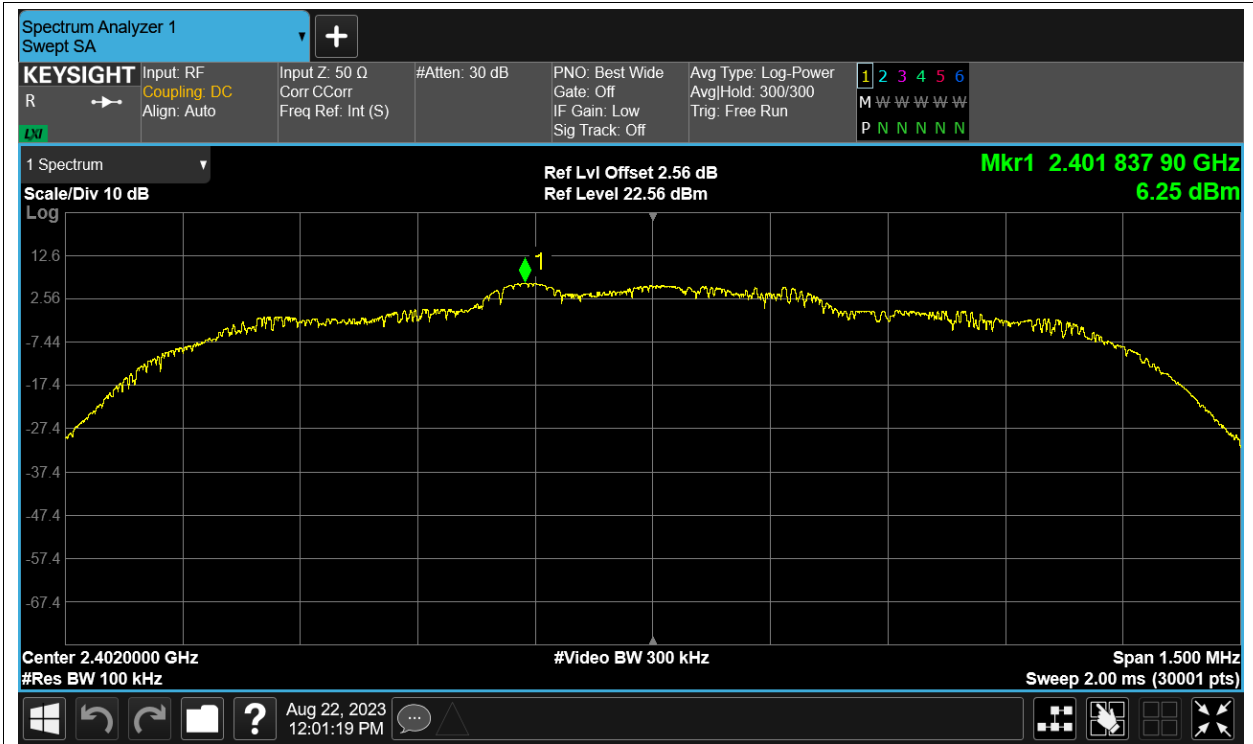 Spectrum Analyzer 1
Swept SA
KEYSIGHT
R
LXI
Input: RF
Coupling: DC
Align: Auto
Input Z: 50 Ω
Corr CCorr
Freq Ref: Int (S)
#Atten: 30 dB
PNO: Best Wide
Gate: Off
IF Gain: Low
Sig Track: Off
Avg Type: Log-Power
Avg|Hold: 300/300
Trig: Free Run
1 2 3 4 5 6
M W W W W W
P N N N N N
1 Spectrum
Scale/Div 10 dB
Log
Ref Lvl Offset 2.56 dB
Ref Level 22.56 dBm
Mkr1 2.401 837 90 GHz
6.25 dBm
1
12.6
2.56
-7.44
-17.4
-27.4
-37.4
-47.4
-57.4
-67.4
Center 2.4020000 GHz
#Video BW 300 kHz
Span 1.500 MHz
#Res BW 100 kHz
Sweep 2.00 ms (30001 pts)
?
Aug 22, 2023
12:01:19 PM